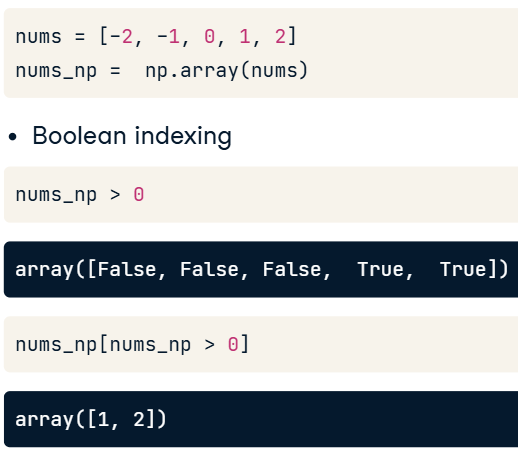 nums = [-2, -1, 0, 1, 2]
nums_np =  np.array(nums)
• Boolean indexing
nums_np > 0
array([False, False, False,  True,  True])
nums_np[nums_np > 0]
array([1, 2])